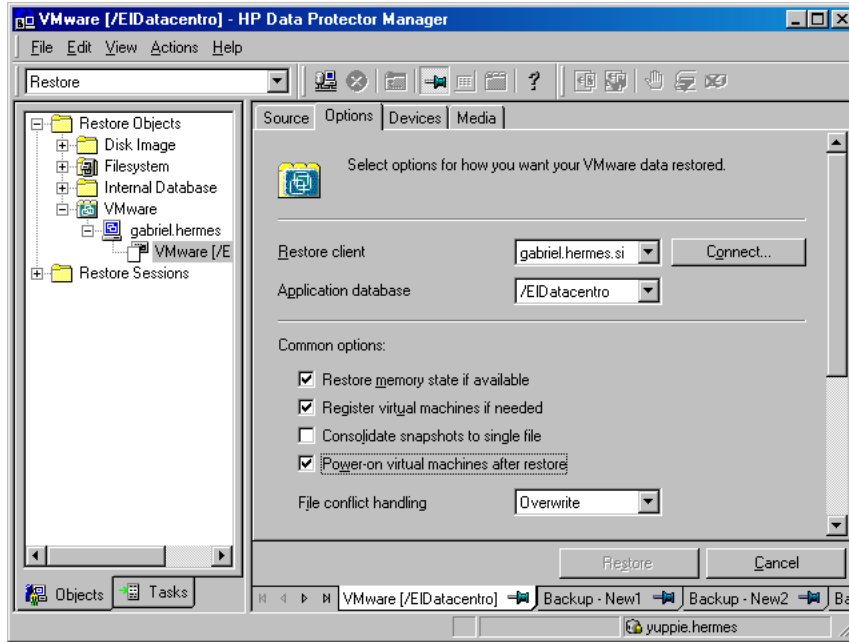 VMware [/ElDatacentro] - HP Data Protector Manager
File Edit View Actions Help
Restore
Restore Objects
Disk Image
Filesystem
Internal Database
VMware
gabriel.hermes
VMware [/E
Restore Sessions
Objects Tasks
Source Options Devices Media
Select options for how you want your VMware data restored.
Restore client gabriel.hermes.si Connect...
Application database /ElDatacentro
Common options:
Restore memory state if available
Register virtual machines if needed
Consolidate snapshots to single file
Power-on virtual machines after restore
File conflict handling Overwrite
Restore Cancel
VMware [/ElDatacentro] Backup - New1 Backup - New2 Ba
yuppie.hermes